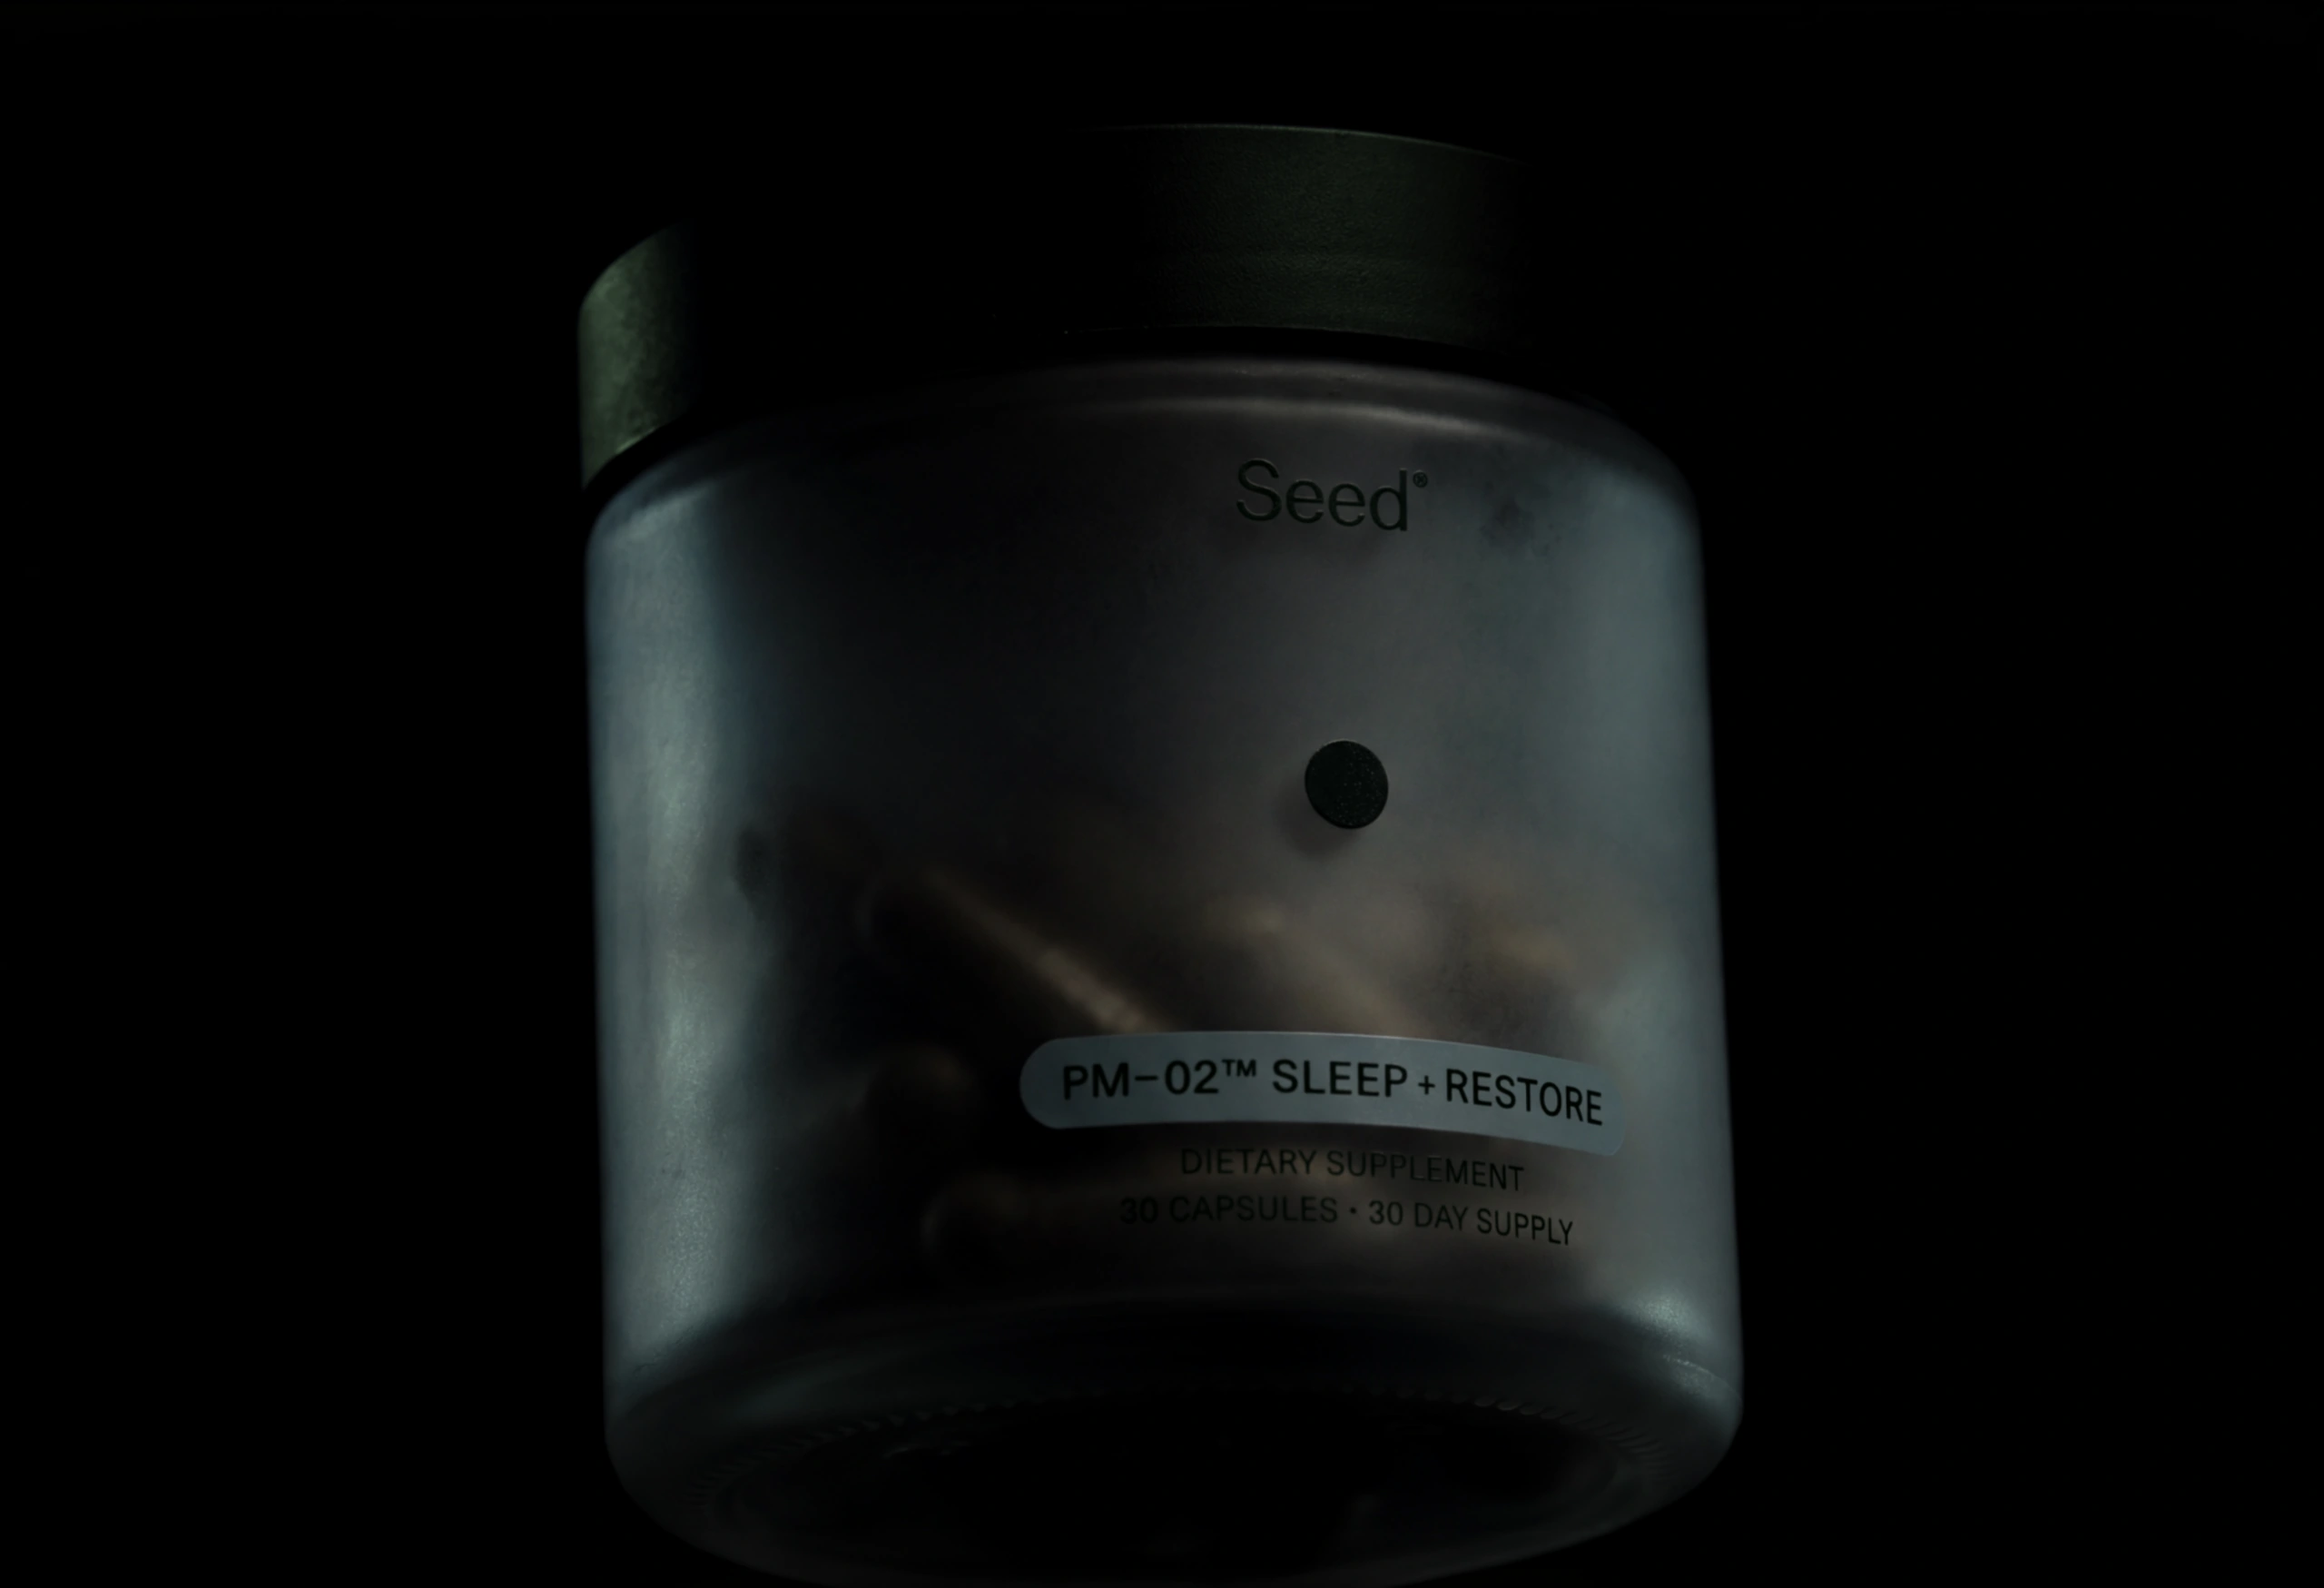 Seed®
PM-02™ SLEEP + RESTORE
DIETARY SUPPLEMENT
30 CAPSULES • 30 DAY SUPPLY